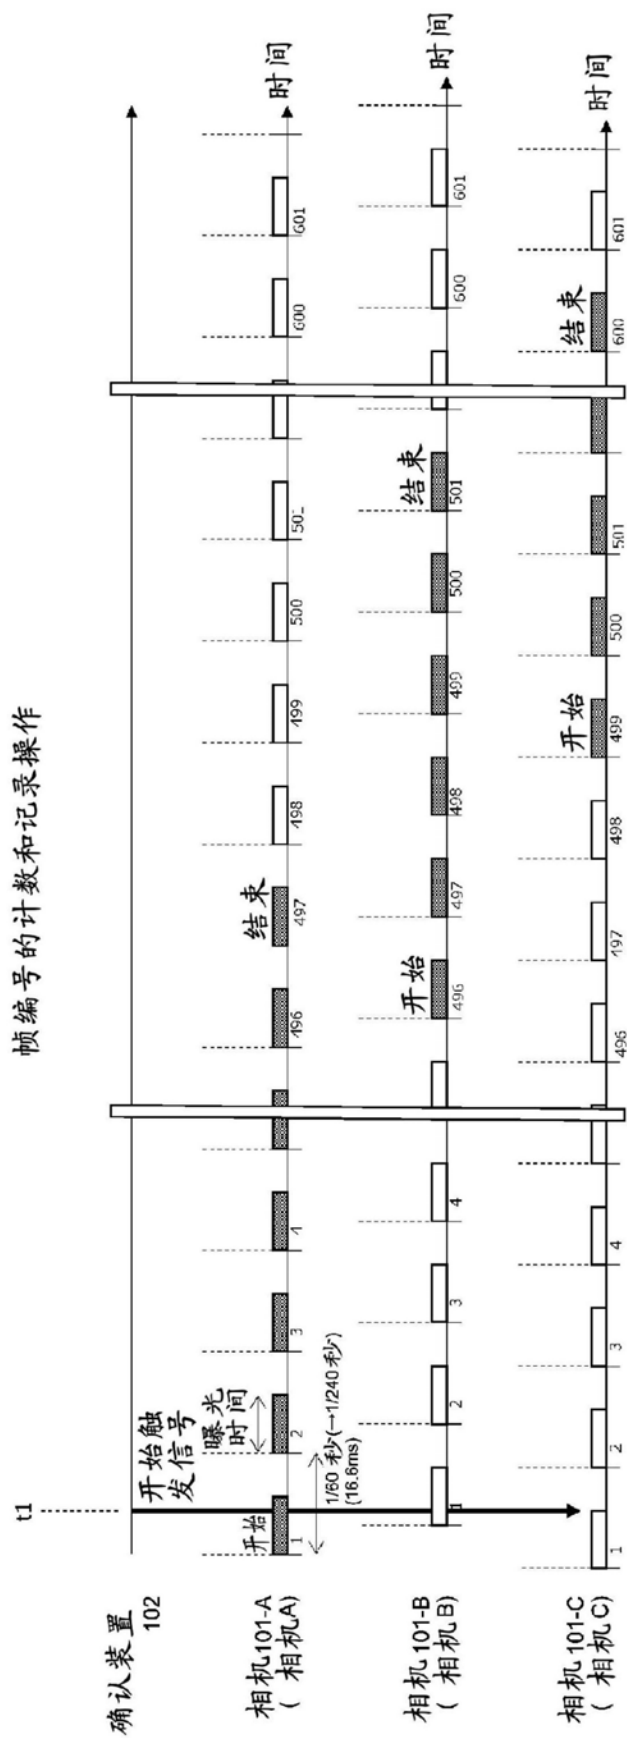 帧编号的计数和记录操作
t1
确认装置
102
开始触
发信号
相机101-A
( 相机A)
开始
曝光
时间
结束
时间
1
2
3
4
496
497
498
499
500
501
600
601
1/60 秒(→1/240 秒)
(16.6ms)
相机101-B
( 相机B)
开始
结束
时间
1
2
3
4
496
497
498
499
500
501
600
601
相机101-C
( 相机C)
开始
结束
时间
1
2
3
4
496
497
498
499
500
501
600
601